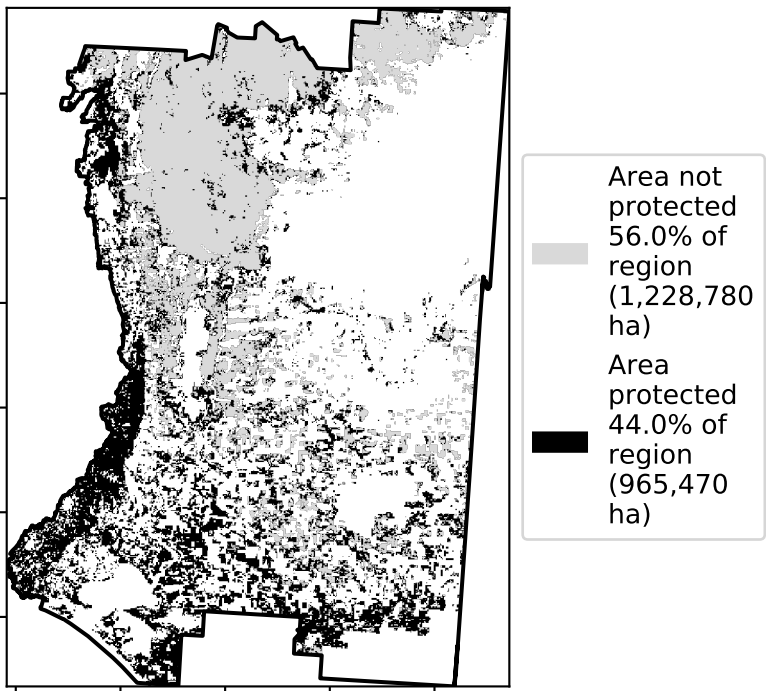 Area not
protected
56.0% of
region
(1,228,780
ha)
Area
protected
44.0% of
region
(965,470
ha)